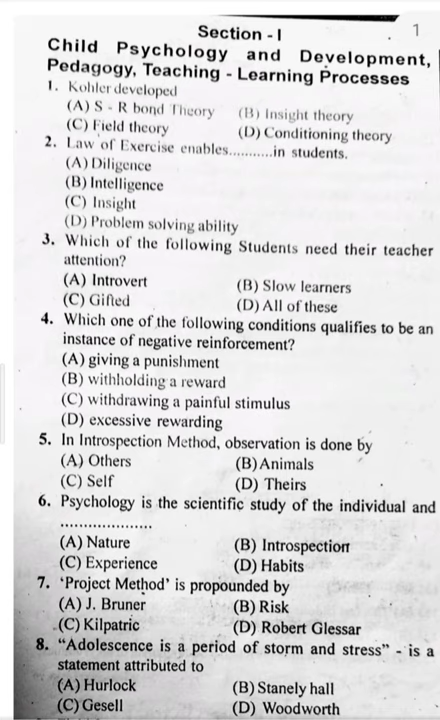 1
Section - I
Child Psychology and Development,
Pedagogy, Teaching - Learning Processes
1. Kohler developed
(A) S - R bond Theory (B) Insight theory
(C) Field theory (D) Conditioning theory
2. Law of Exercise enables...........in students.
(A) Diligence
(B) Intelligence
(C) Insight
(D) Problem solving ability
3. Which of the following Students need their teacher
attention?
(A) Introvert (B) Slow learners
(C) Gifted (D) All of these
4. Which one of the following conditions qualifies to be an
instance of negative reinforcement?
(A) giving a punishment
(B) withholding a reward
(C) withdrawing a painful stimulus
(D) excessive rewarding
5. In Introspection Method, observation is done by
(A) Others (B) Animals
(C) Self (D) Theirs
6. Psychology is the scientific study of the individual and
....................
(A) Nature (B) Introspection
(C) Experience (D) Habits
7. ‘Project Method’ is propounded by
(A) J. Bruner (B) Risk
(C) Kilpatric (D) Robert Glessar
8. “Adolescence is a period of storm and stress” - is a
statement attributed to
(A) Hurlock (B) Stanely hall
(C) Gesell (D) Woodworth